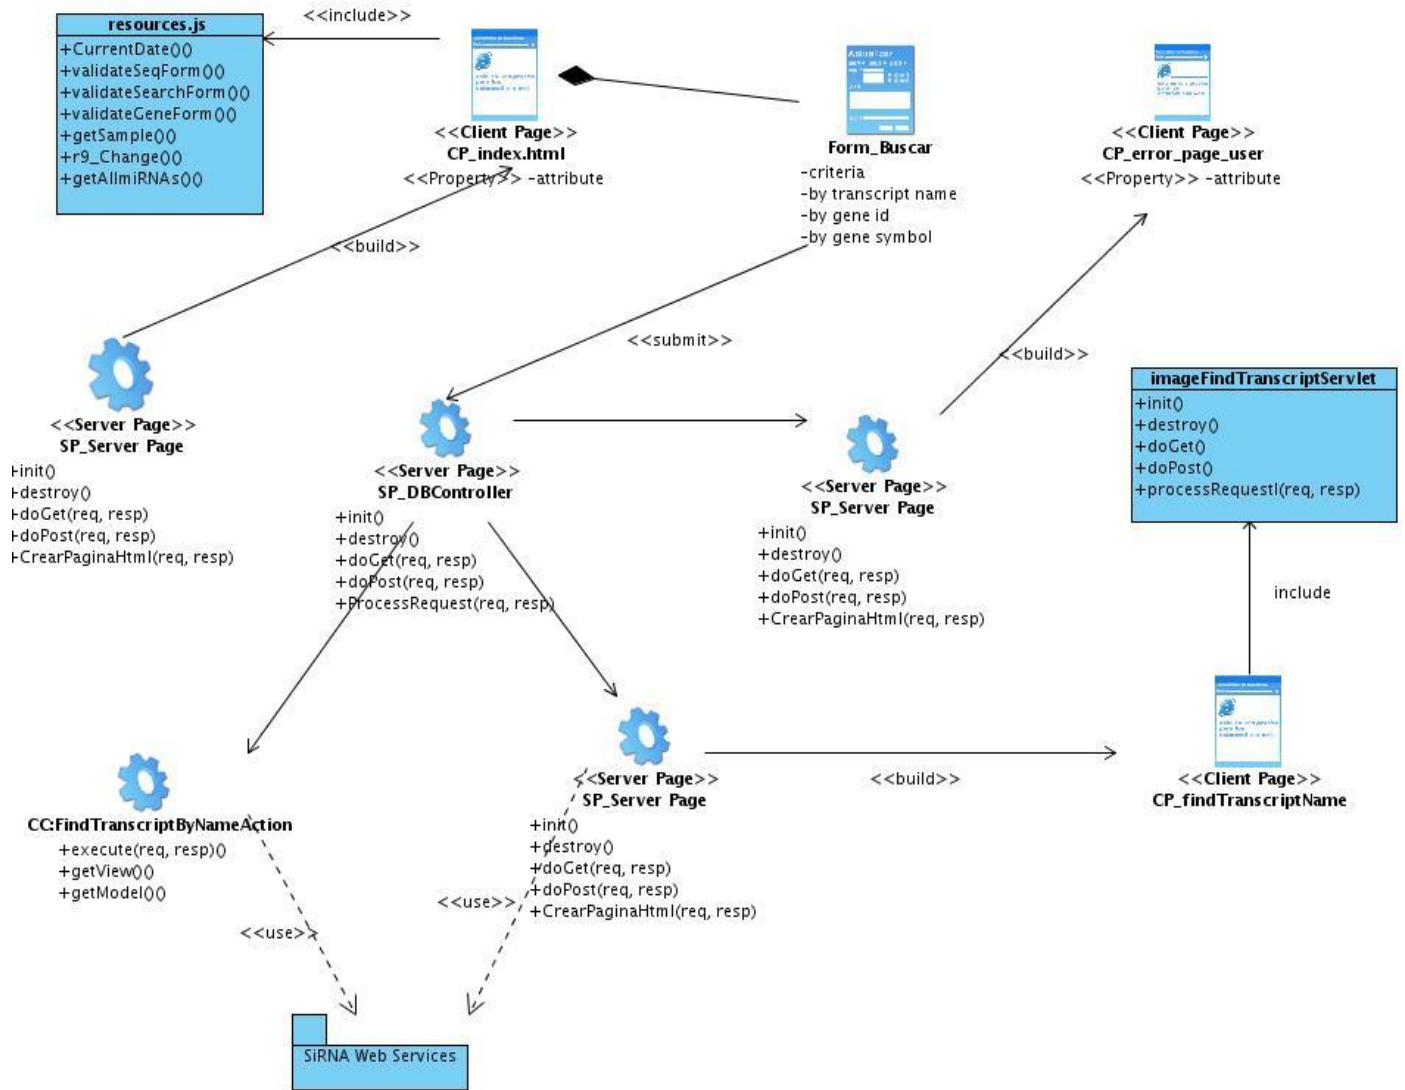 <<include>>
resources.js
+CurrentDate()()
+validateSeqForm()()
+validateSearchForm()()
+validateGeneForm()()
+getSample()()
+r9_Change()()
+getAllmiRNAs()()
<<Client Page>>
CP_index.html
<<Property>> -attribute
Actualizar
Form_Buscar
-criteria
-by transcript name
-by gene id
-by gene symbol
<<Client Page>>
CP_error_page_user
<<Property>> -attribute
<<build>>
<<submit>>
<<build>>
<<Server Page>>
SP_Server Page
+init()
+destroy()
+doGet(req, resp)
+doPost(req, resp)
+CrearPaginaHtml(req, resp)
<<Server Page>>
SP_DBController
+init()
+destroy()
+doGet(req, resp)
+doPost(req, resp)
+ProcessRequest(req, resp)
<<Server Page>>
SP_Server Page
+init()
+destroy()
+doGet(req, resp)
+doPost(req, resp)
+CrearPaginaHtml(req, resp)
imageFindTranscriptServlet
+init()
+destroy()
+doGet()
+doPost()
+processRequestI(req, resp)
include
CC:FindTranscriptByNameAction
+execute(req, resp)()
+getView()()
+getModel()()
<<Server Page>>
SP_Server Page
+init()
+destroy()
+doGet(req, resp)
+doPost(req, resp)
+CrearPaginaHtml(req, resp)
<<build>>
<<Client Page>>
CP_findTranscriptName
<<use>>
<<use>>
SiRNA Web Services